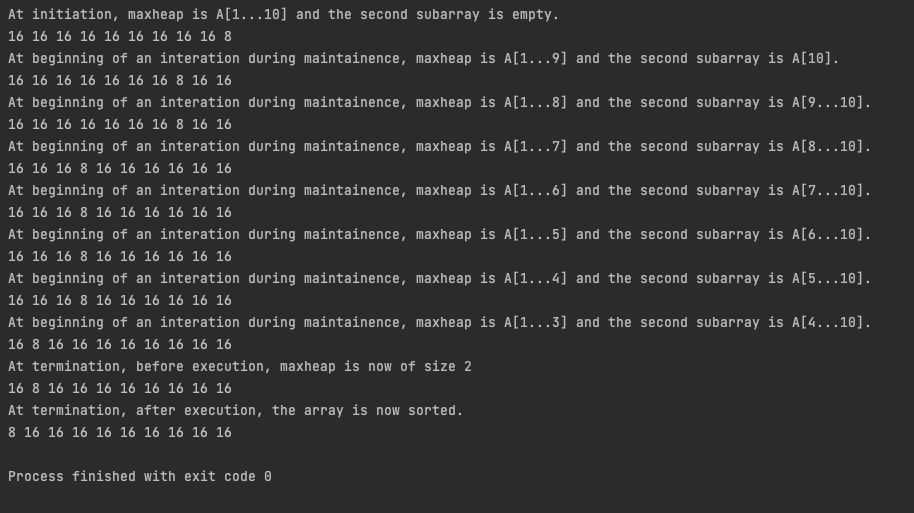 At initiation, maxheap is A[1...10] and the second subarray is empty.
16 16 16 16 16 16 16 16 16 8
At beginning of an interation during maintainence, maxheap is A[1...9] and the second subarray is A[10].
16 16 16 16 16 16 16 8 16 16
At beginning of an interation during maintainence, maxheap is A[1...8] and the second subarray is A[9...10].
16 16 16 16 16 16 16 8 16 16
At beginning of an interation during maintainence, maxheap is A[1...7] and the second subarray is A[8...10].
16 16 16 8 16 16 16 16 16 16
At beginning of an interation during maintainence, maxheap is A[1...6] and the second subarray is A[7...10].
16 16 16 8 16 16 16 16 16 16
At beginning of an interation during maintainence, maxheap is A[1...5] and the second subarray is A[6...10].
16 16 16 8 16 16 16 16 16 16
At beginning of an interation during maintainence, maxheap is A[1...4] and the second subarray is A[5...10].
16 16 16 8 16 16 16 16 16 16
At beginning of an interation during maintainence, maxheap is A[1...3] and the second subarray is A[4...10].
16 8 16 16 16 16 16 16 16 16
At termination, before execution, maxheap is now of size 2
16 8 16 16 16 16 16 16 16 16
At termination, after execution, the array is now sorted.
8 16 16 16 16 16 16 16 16 16
Process finished with exit code 0